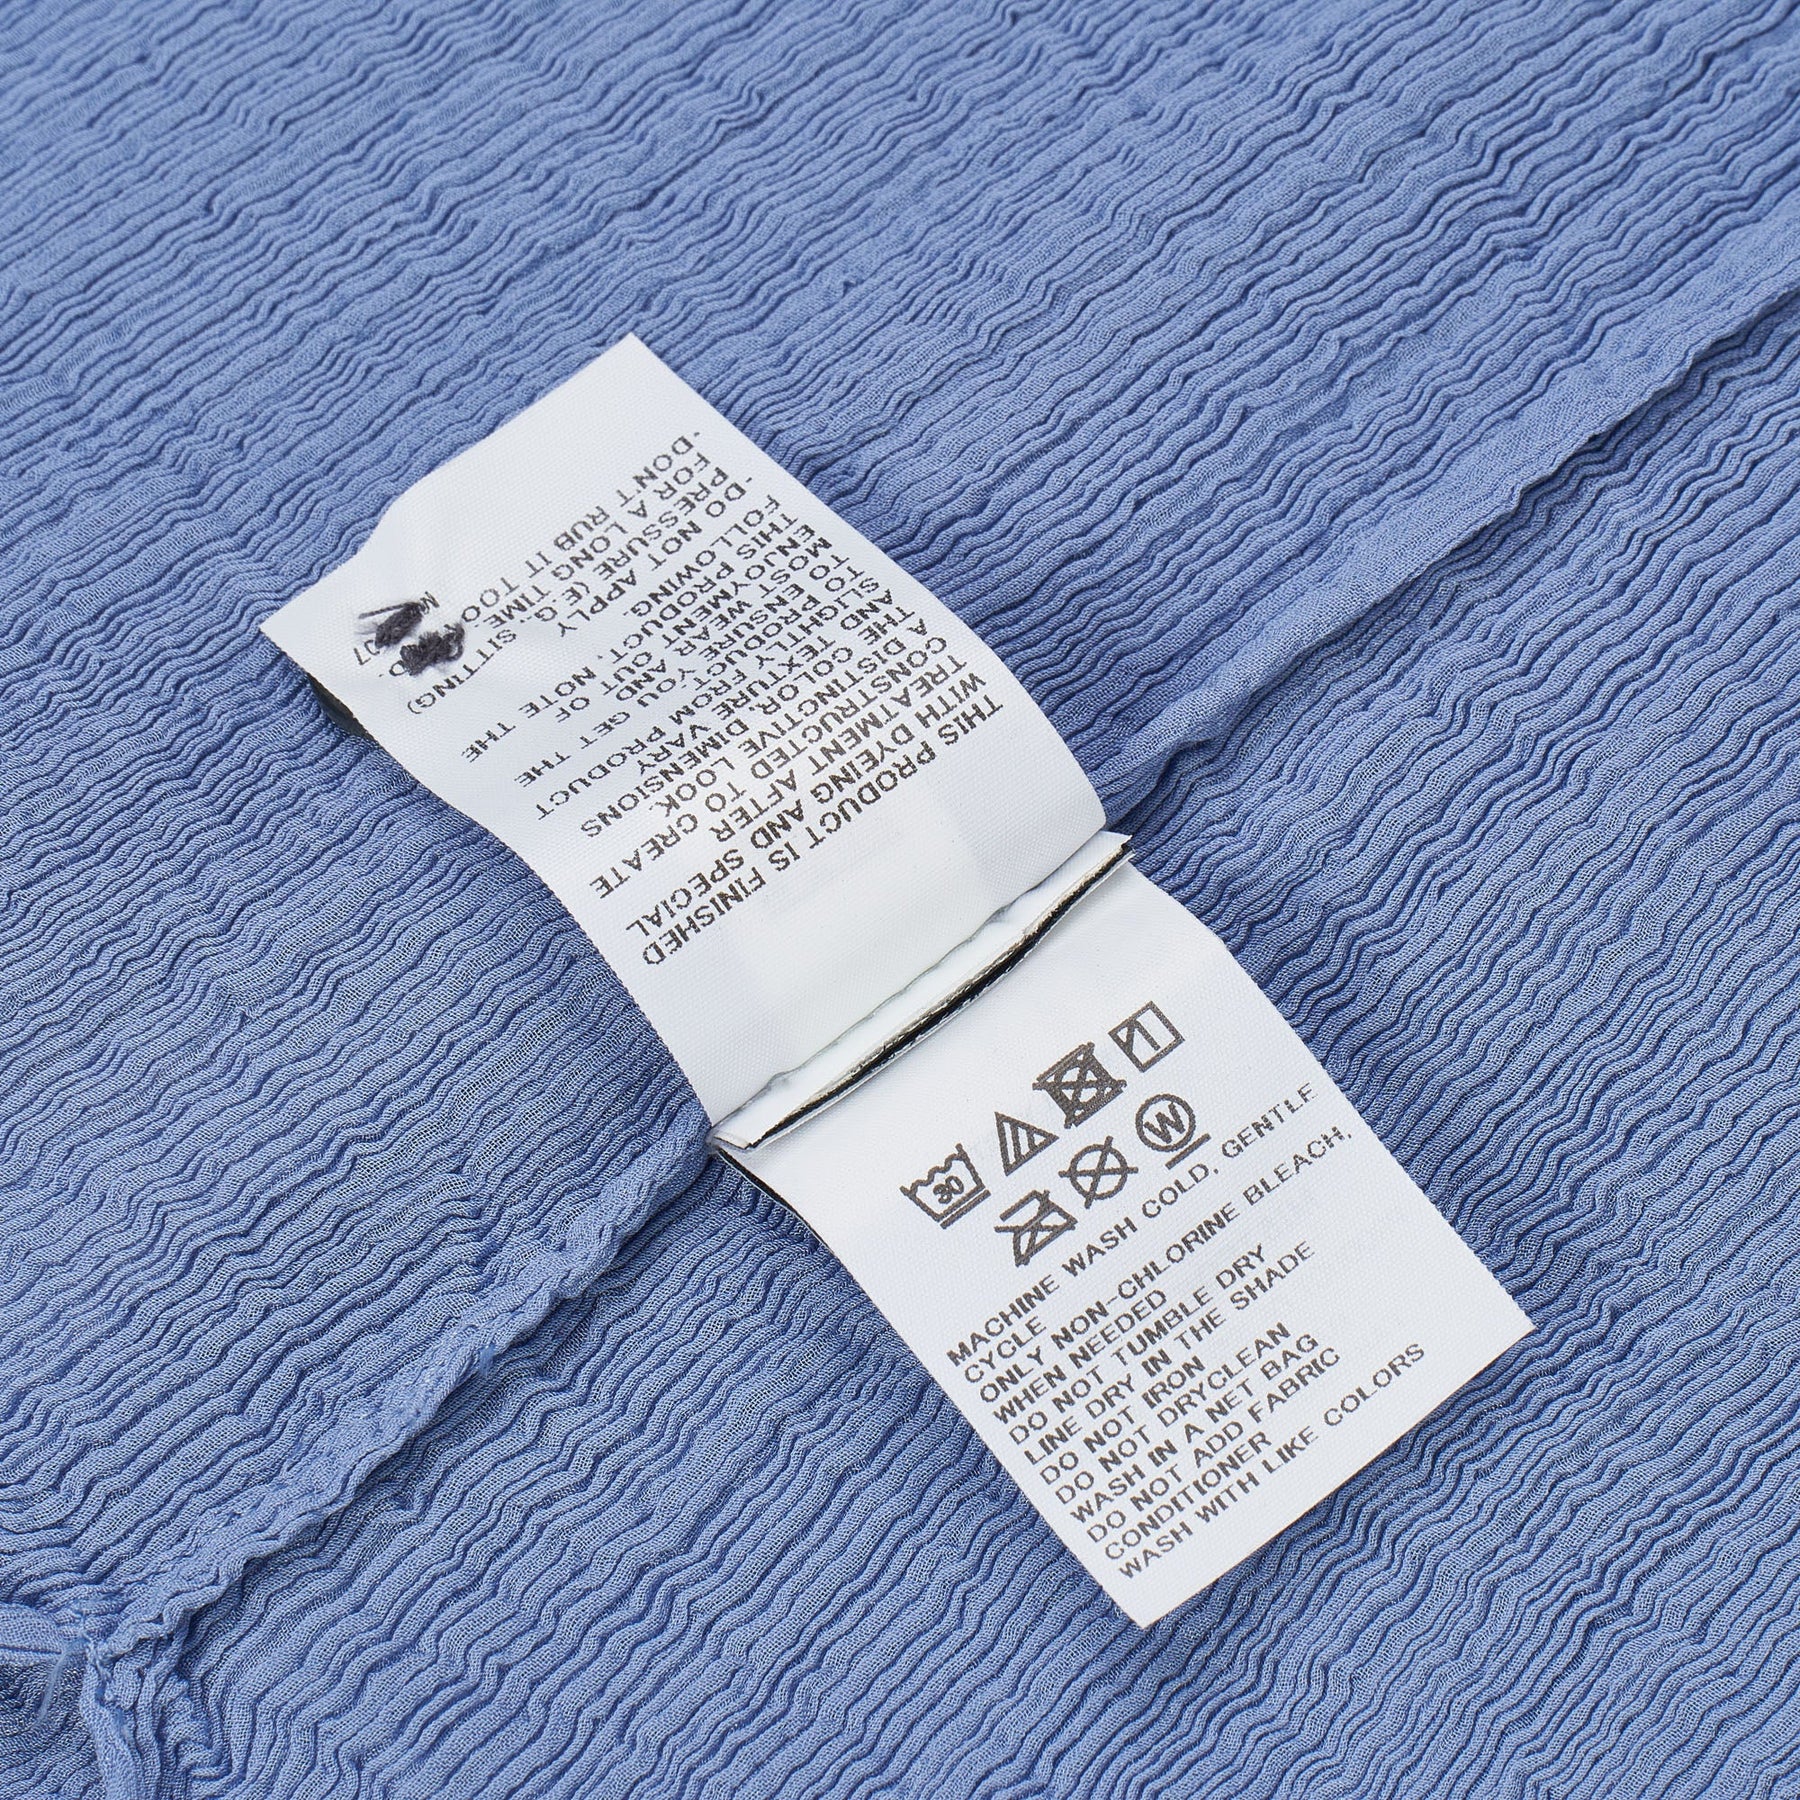 THIS PRODUCT IS FINISHED
WITH DYEING AND SPECIAL
TREATMENT AFTER
CONSTRUCTED TO CREATE
A DISTINCTIVE LOOK.
THE COLOR, DIMENSIONS
AND TEXTURE VARY
SLIGHTLY FROM PRODUCT
TO PRODUCT.
TO ENSURE YOU GET THE
MOST WEAR AND
ENJOYMENT OUT OF
THIS PRODUCT, NOTE THE
FOLLOWING.
·DO NOT APPLY
PRESSURE (E.G. SITTING)
FOR A LONG TIME.
·DON'T RUB IT TOO
30
W
MACHINE WASH COLD, GENTLE
CYCLE
ONLY NON-CHLORINE BLEACH,
WHEN NEEDED
DO NOT TUMBLE DRY
LINE DRY IN THE SHADE
DO NOT IRON
DO NOT DRYCLEAN
WASH IN A NET BAG
DO NOT ADD FABRIC
CONDITIONER
WASH WITH LIKE COLORS